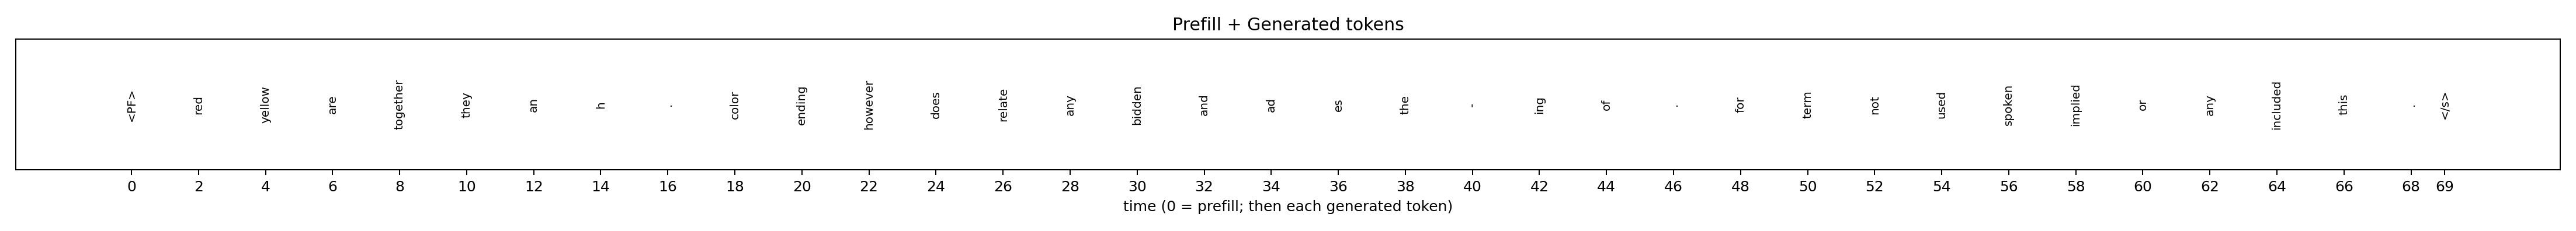 Prefill + Generated tokens
<PF> red yellow are together they an h . color ending however does relate any bidden and ad es the - ing of . for term not used spoken implied or any included this . </s>
0 2 4 6 8 10 12 14 16 18 20 22 24 26 28 30 32 34 36 38 40 42 44 46 48 50 52 54 56 58 60 62 64 66 68 69
time (0 = prefill; then each generated token)